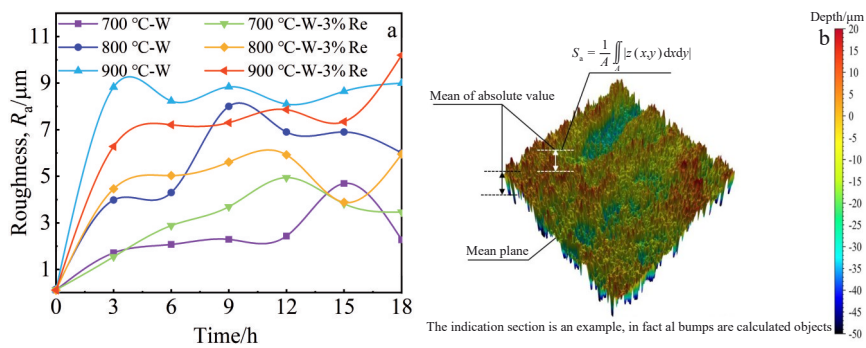 700 °C-W
700 °C-W-3% Re
a
800 °C-W
800 °C-W-3% Re
900 °C-W
900 °C-W-3% Re
Roughness, Ra/μm
11
9
7
5
3
1
0
3
6
9
12
15
18
Time/h
Depth/μm
b
Sa = 1/A ∬A |z(x,y)dxdy|
Mean of absolute value
Mean plane
20
15
10
5
0
-5
-10
-15
-20
-25
-30
-35
-40
-45
-50
The indication section is an example, in fact al bumps are calculated objects